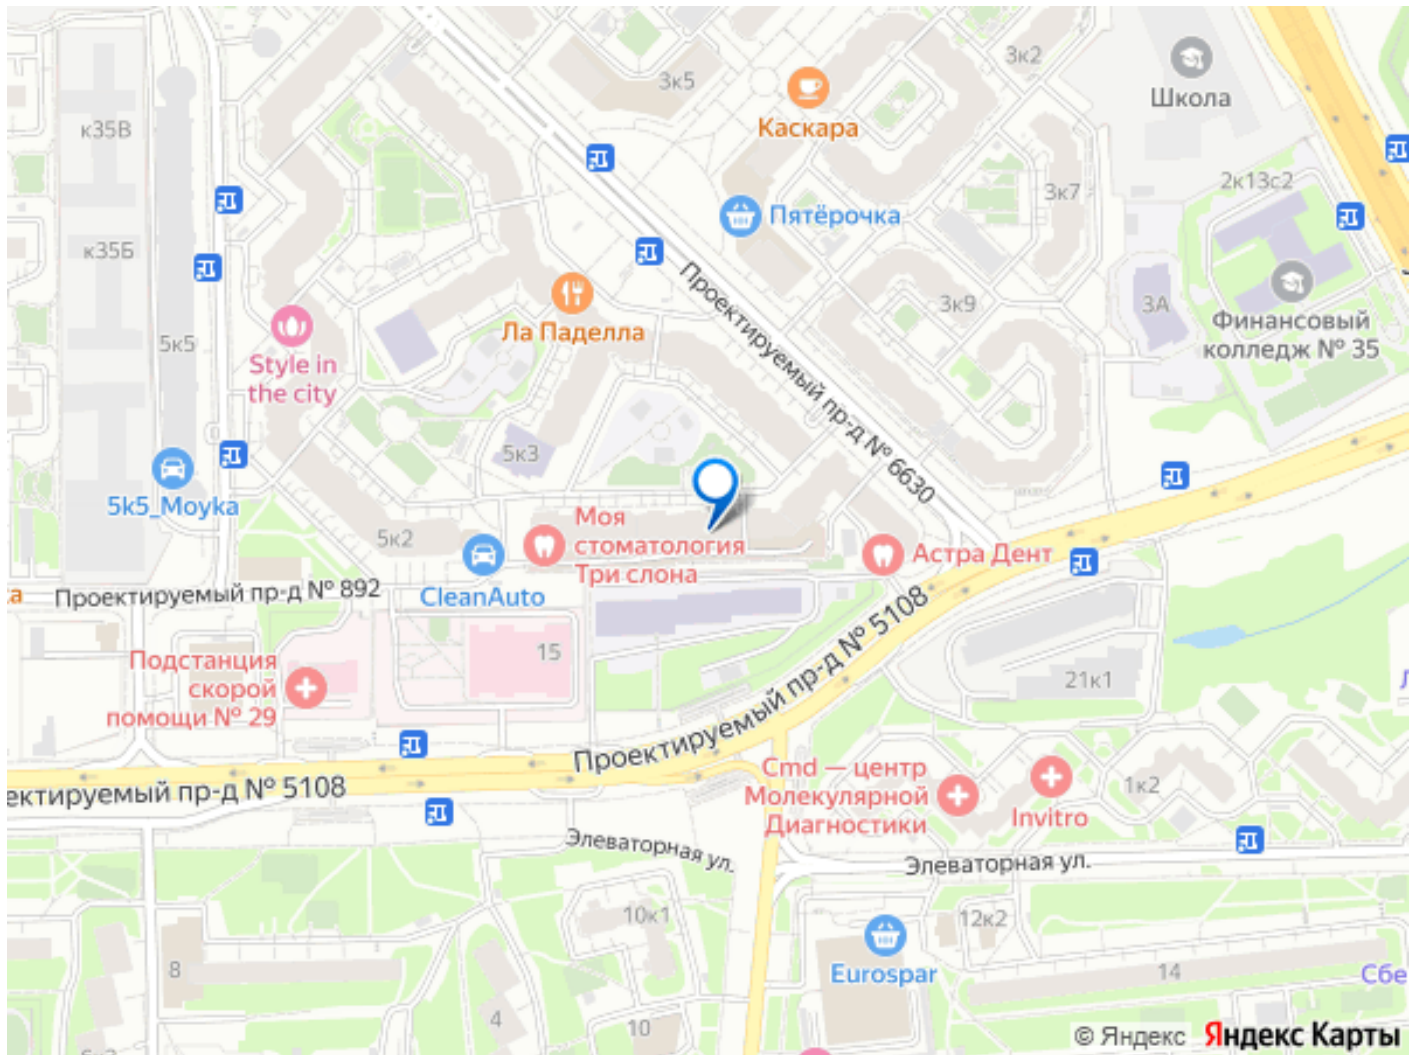 3к5
3к2
Школа
к35В
Каскара
2к13с2
3к7
Пятёрочка
к35Б
Проектируемый пр-д № 6630
3к9
3А
Финансовый
колледж № 35
Ла Паделла
5к5
Style in
the city
5к3
5k5_Moyka
Моя
стоматология
Три слона
5к2
Астра Дент
CleanAuto
ка
Проектируемый пр-д № 892
15
Подстанция
скорой
помощи № 29
21к1
Проектируемый пр-д № 5108
ектируемый пр-д № 5108
Cmd — центр
Молекулярной
Диагностики
Invitro
1к2
Элеваторная ул.
Элеваторная ул.
10к1
12к2
8
Eurospar
14
Сбе
4
10
© Яндекс Яндекс Карты